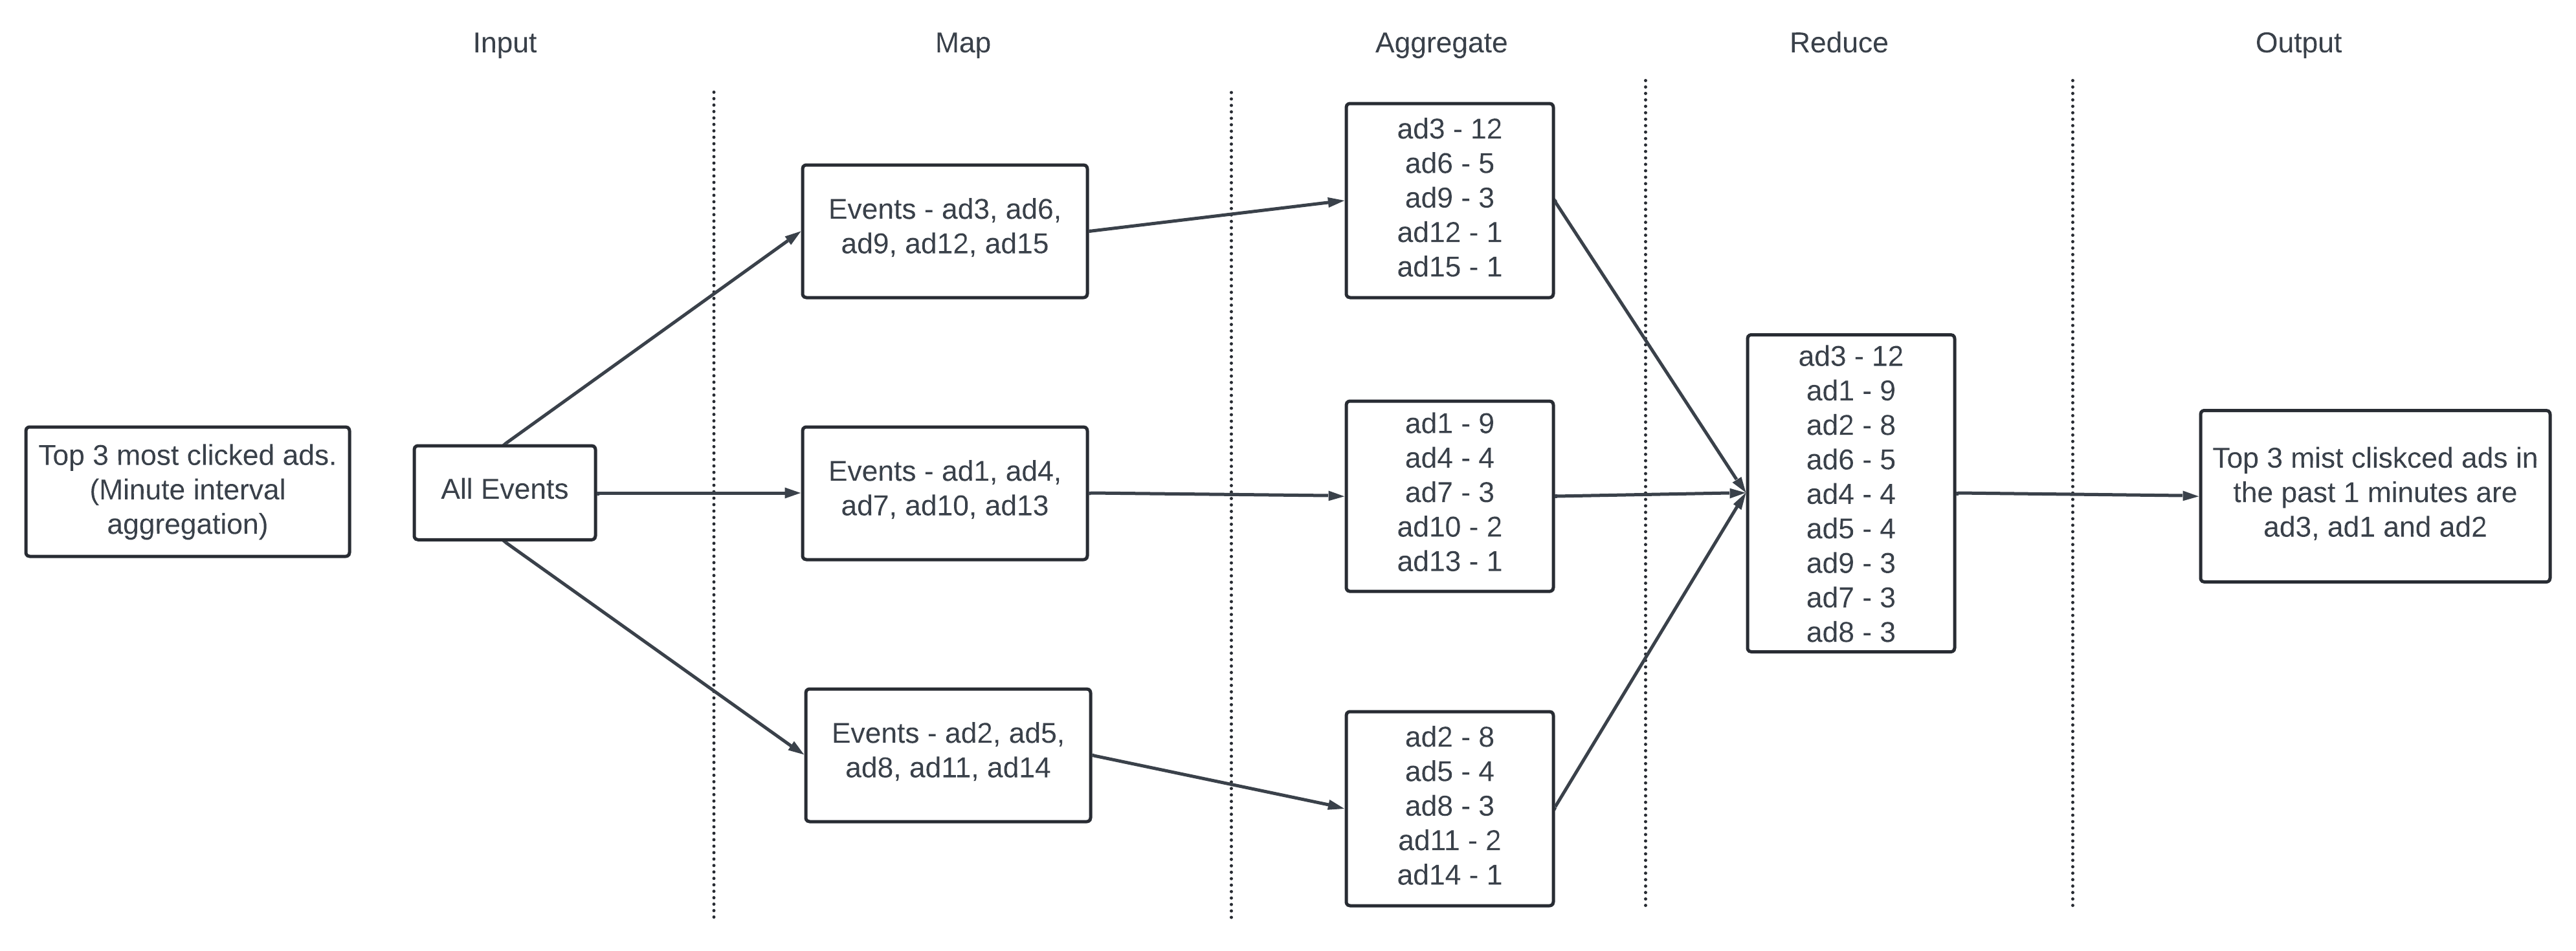 Input
Map
Aggregate
Reduce
Output
Top 3 most clicked ads.
(Minute interval
aggregation)
All Events
Events - ad3, ad6,
ad9, ad12, ad15
Events - ad1, ad4,
ad7, ad10, ad13
Events - ad2, ad5,
ad8, ad11, ad14
ad3 - 12
ad6 - 5
ad9 - 3
ad12 - 1
ad15 - 1
ad1 - 9
ad4 - 4
ad7 - 3
ad10 - 2
ad13 - 1
ad2 - 8
ad5 - 4
ad8 - 3
ad11 - 2
ad14 - 1
ad3 - 12
ad1 - 9
ad2 - 8
ad6 - 5
ad4 - 4
ad5 - 4
ad9 - 3
ad7 - 3
ad8 - 3
Top 3 mist cliskced ads in
the past 1 minutes are
ad3, ad1 and ad2